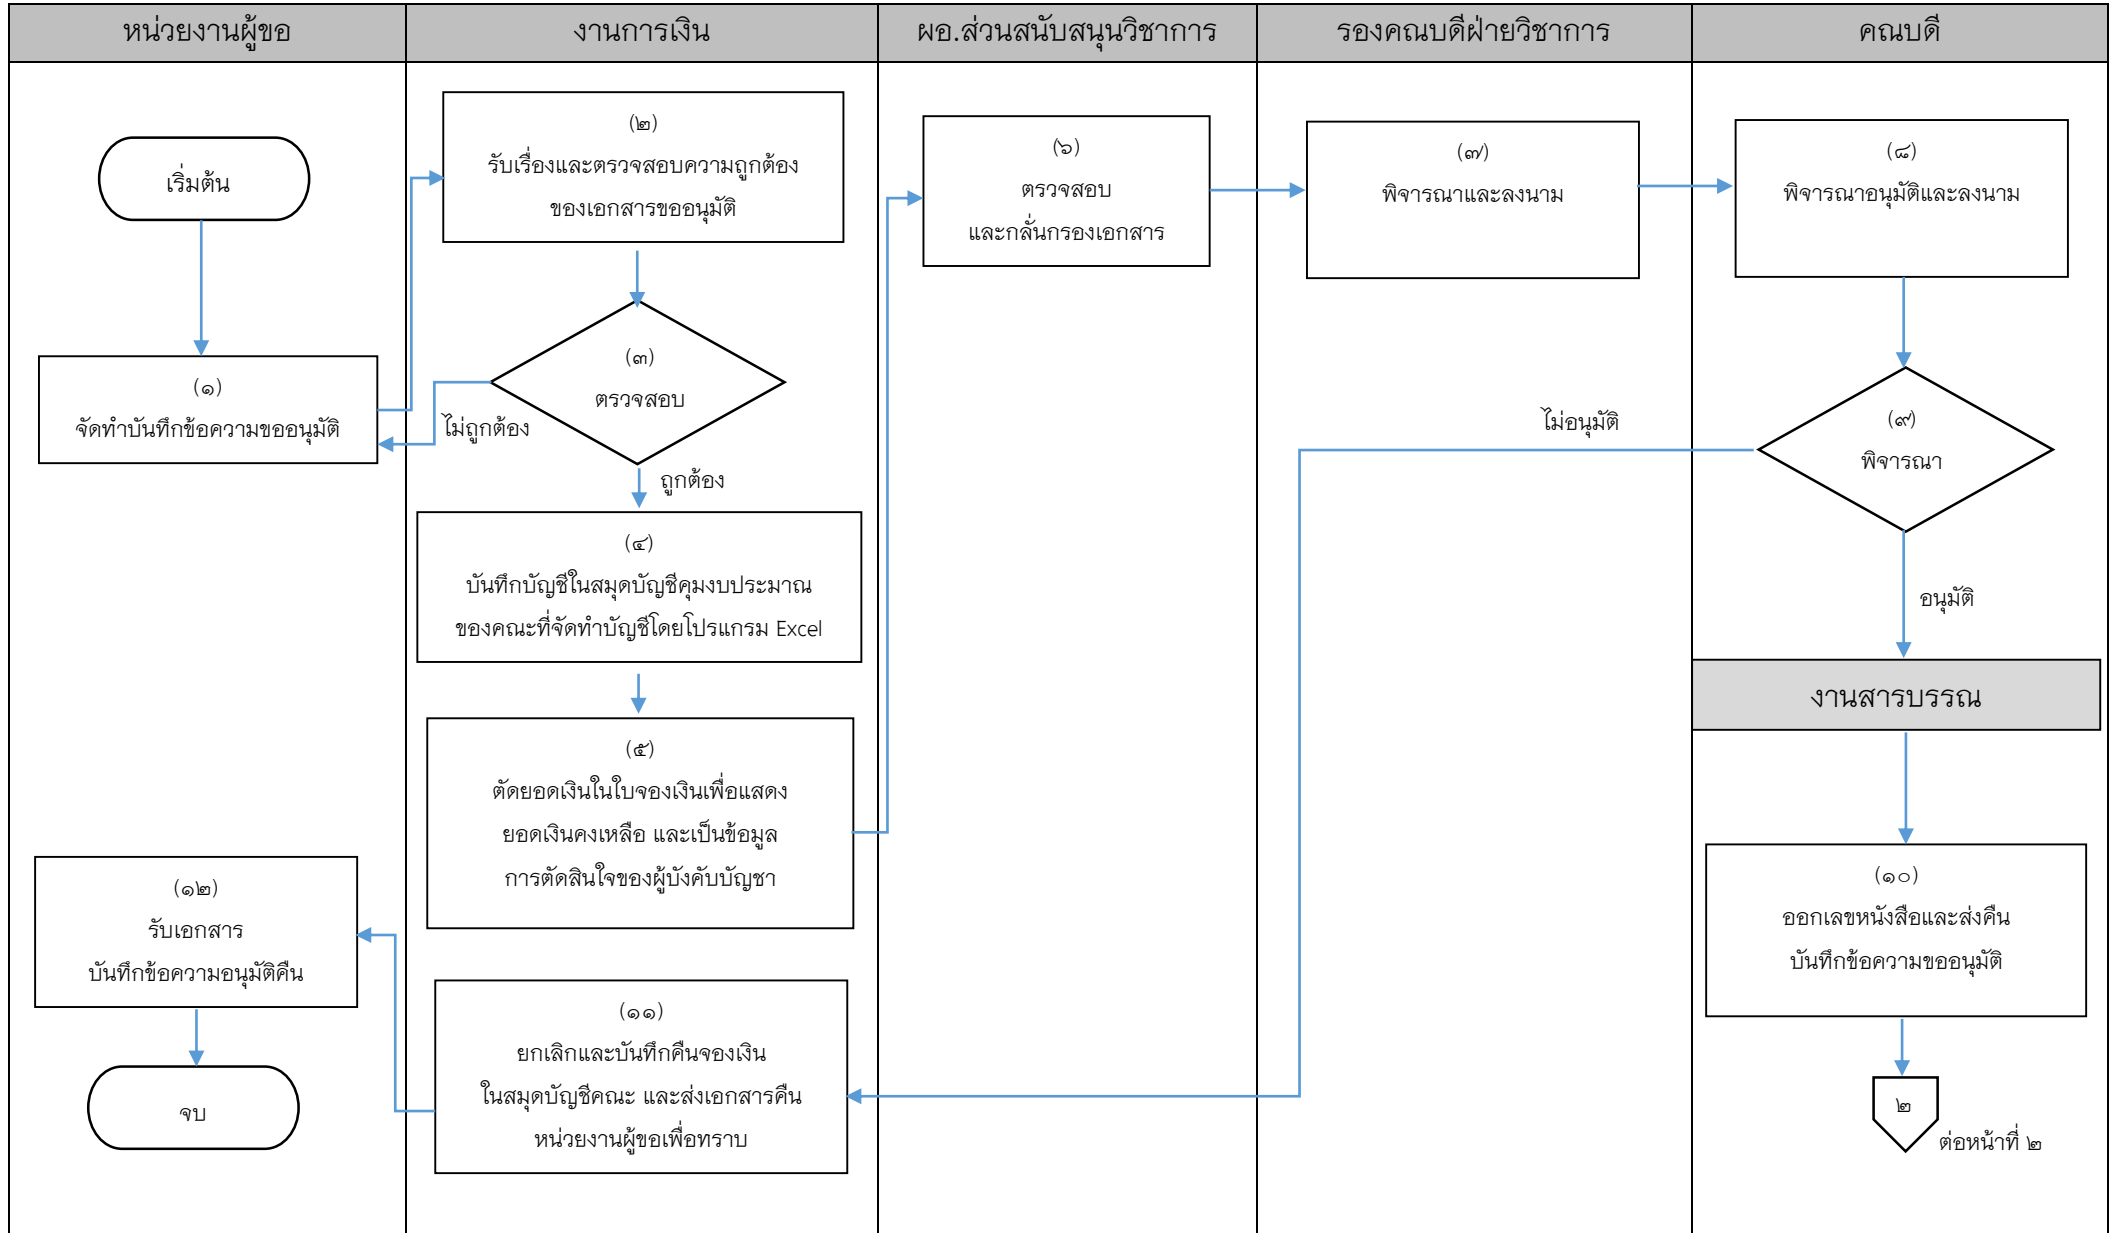 หน่วยงานผู้ขอ
งานการเงิน
ผอ.ส่วนสนับสนุนวิชาการ
รองคณบดีฝ่ายวิชาการ
คณบดี
เริ่มต้น
(๑)
จัดทำบันทึกข้อความขออนุมัติ
(๒)
รับเรื่องและตรวจสอบความถูกต้อง
ของเอกสารขออนุมัติ
(๓)
ตรวจสอบ
ไม่ถูกต้อง
ถูกต้อง
(๔)
บันทึกบัญชีในสมุดบัญชีคุมงบประมาณ
ของคณะที่จัดทำบัญชีโดยโปรแกรม Excel
(๕)
ตัดยอดเงินในใบจองเงินเพื่อแสดง
ยอดเงินคงเหลือ และเป็นข้อมูล
การตัดสินใจของผู้บังคับบัญชา
(๖)
ตรวจสอบ
และกลั่นกรองเอกสาร
(๗)
พิจารณาและลงนาม
(๘)
พิจารณาอนุมัติและลงนาม
(๙)
พิจารณา
ไม่อนุมัติ
อนุมัติ
งานสารบรรณ
(๑๐)
ออกเลขหนังสือและส่งคืน
บันทึกข้อความขออนุมัติ
๒
ต่อหน้าที่ ๒
(๑๑)
ยกเลิกและบันทึกคืนจองเงิน
ในสมุดบัญชีคณะ และส่งเอกสารคืน
หน่วยงานผู้ขอเพื่อทราบ
(๑๒)
รับเอกสาร
บันทึกข้อความอนุมัติคืน
จบ